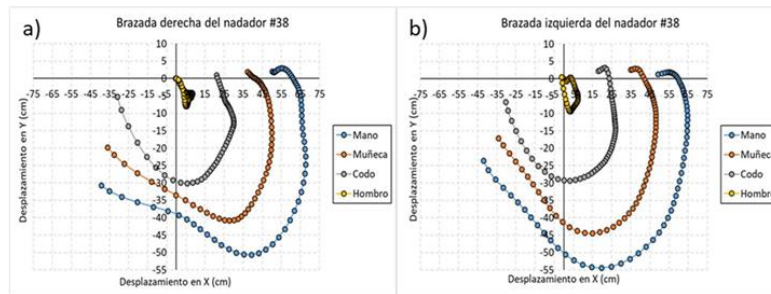 a)
Brazada derecha del nadador #38
10
5
0
-5
-10
-15
-20
-25
-30
-35
-40
-45
-50
-55
-75 -65 -55 -45 -35 -25 -15 -5 5 15 25 35 45 55 65 75
Desplazamiento en Y (cm)
Desplazamiento en X (cm)
Mano
Muñeca
Codo
Hombro
b)
Brazada izquierda del nadador #38
10
5
0
-5
-10
-15
-20
-25
-30
-35
-40
-45
-50
-55
-75 -65 -55 -45 -35 -25 -15 -5 5 15 25 35 45 55 65 75
Desplazamiento en Y (cm)
Desplazamiento en X (cm)
Mano
Muñeca
Codo
Hombro